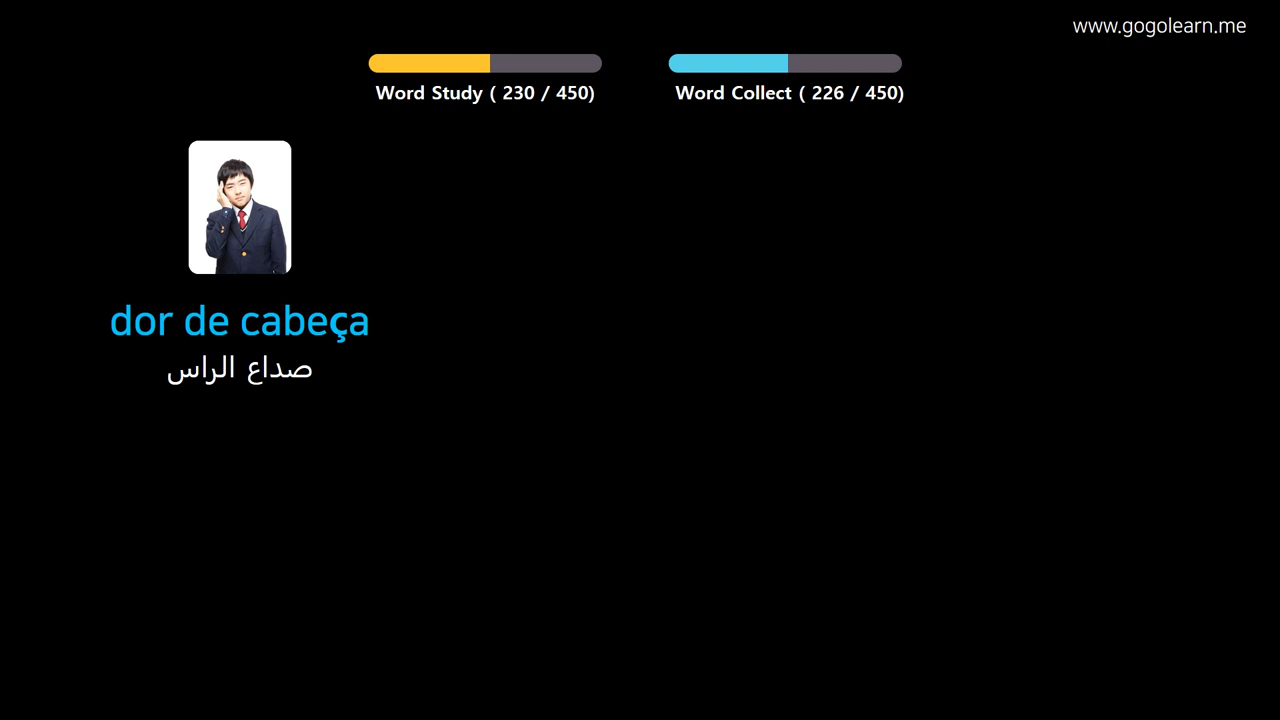 www.gogolearn.me
Word Study ( 230 / 450)
Word Collect ( 226 / 450)
dor de cabeça
صداع الراس